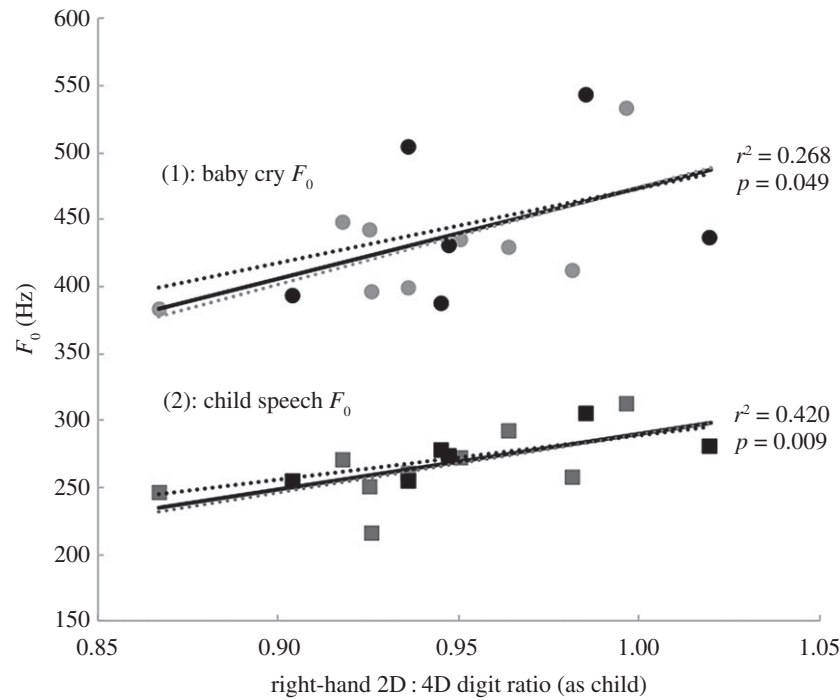 600
550
500
450
400
350
300
250
200
150
F0 (Hz)
(1): baby cry F0
r2 = 0.268
p = 0.049
(2): child speech F0
r2 = 0.420
p = 0.009
0.85 0.90 0.95 1.00 1.05
right-hand 2D : 4D digit ratio (as child)